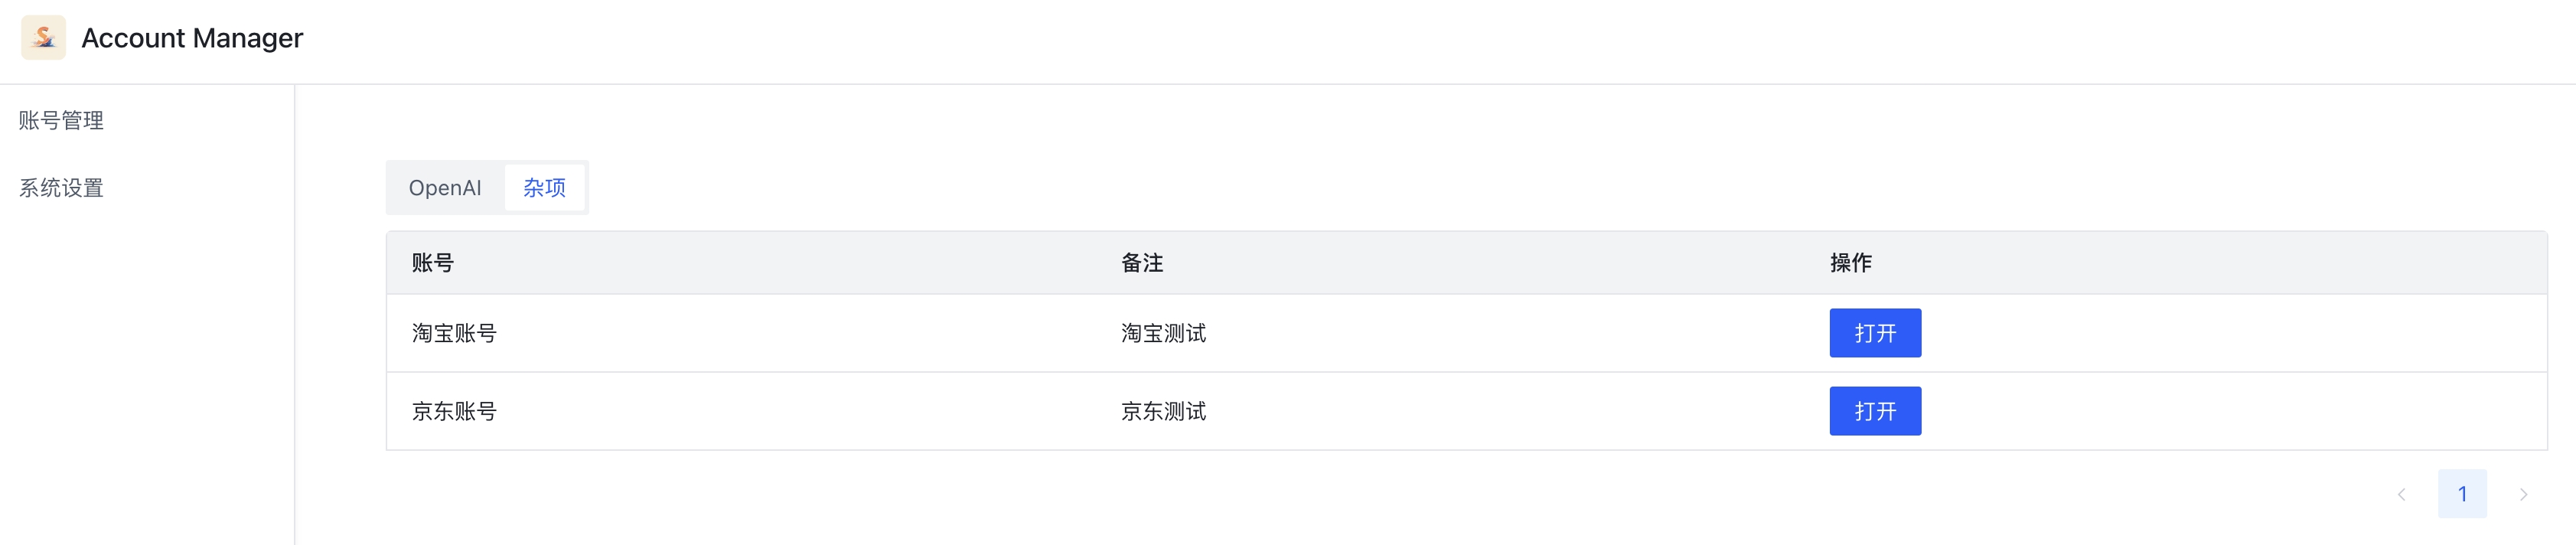 Account Manager
账号管理
系统设置
OpenAI 杂项
账号 备注 操作
淘宝账号 淘宝测试 打开
京东账号 京东测试 打开
1